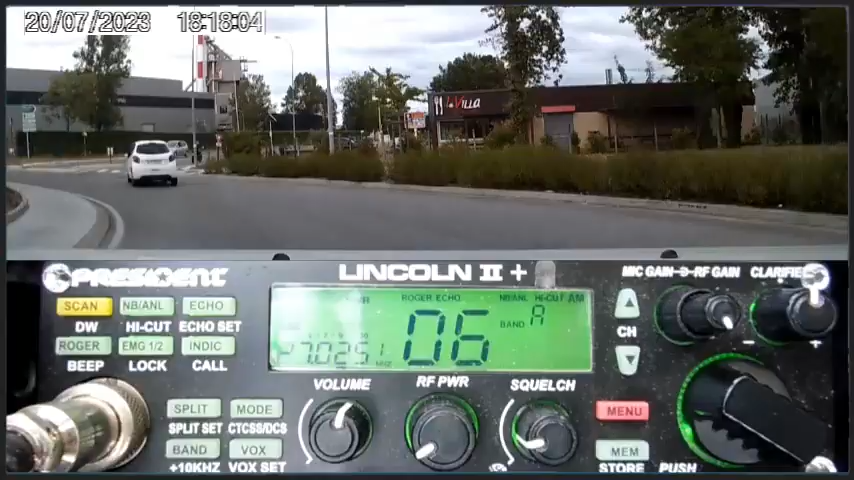 20/07/2023 18:18:04
La VILLA
PRESIDENT LINCOLN II + MIC GAIN RF GAIN CLARIFIER
SCAN NB/ANL ECHO
DW HI-CUT ECHO SET
ROGER EMG 1/2 INDIC
BEEP LOCK CALL
ROGER ECHO NB/ANL HI-CUT AM
06 BAND A
27.0251 MHz
CH
VOLUME RF PWR SQUELCH
SPLIT MODE MENU
SPLIT SET CTCSS/DCS
BAND VOX MEM
+10KHZ VOX SET STORE PUSH
- +